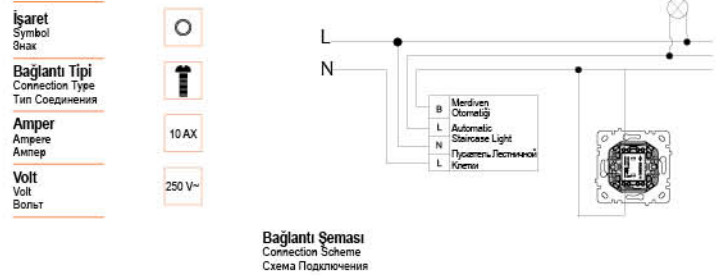 İşaret
Symbol
Знак
Bağlantı Tipi
Connection Type
Тип Соединения
Amper
Ampere
Ампер
10 AX
Volt
Volt
Вольт
250 V~
L
N
B
L
N
L
Merdiven
Otomatiği
Automatic
Staircase Light
Пускатель Лестничной
Клетки
Bağlantı Şeması
Connection Scheme
Схема Подключения